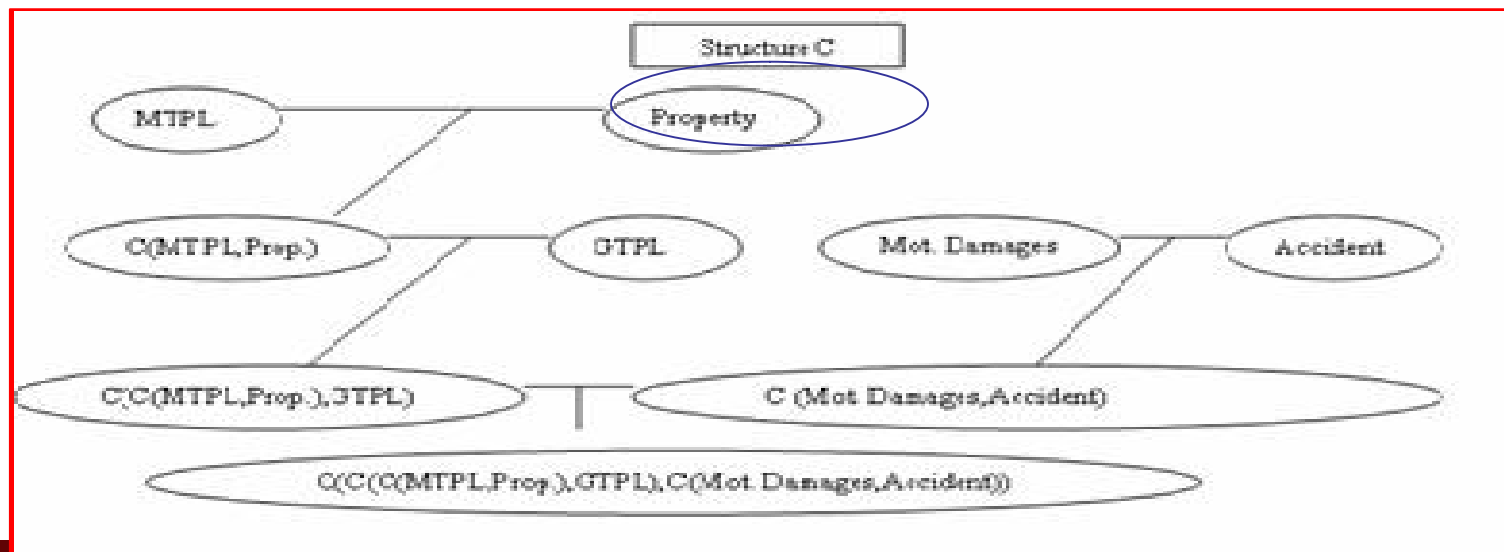 Structure C
MTPL
Property
C(MTPL,Prop.)
GTPL
Mot. Damages
Accident
C(C(MTPL,Prop.),GTPL)
C (Mot. Damages,Accident)
C(C(C(MTPL,Prop.),GTPL),C(Mot. Damages,Accident))